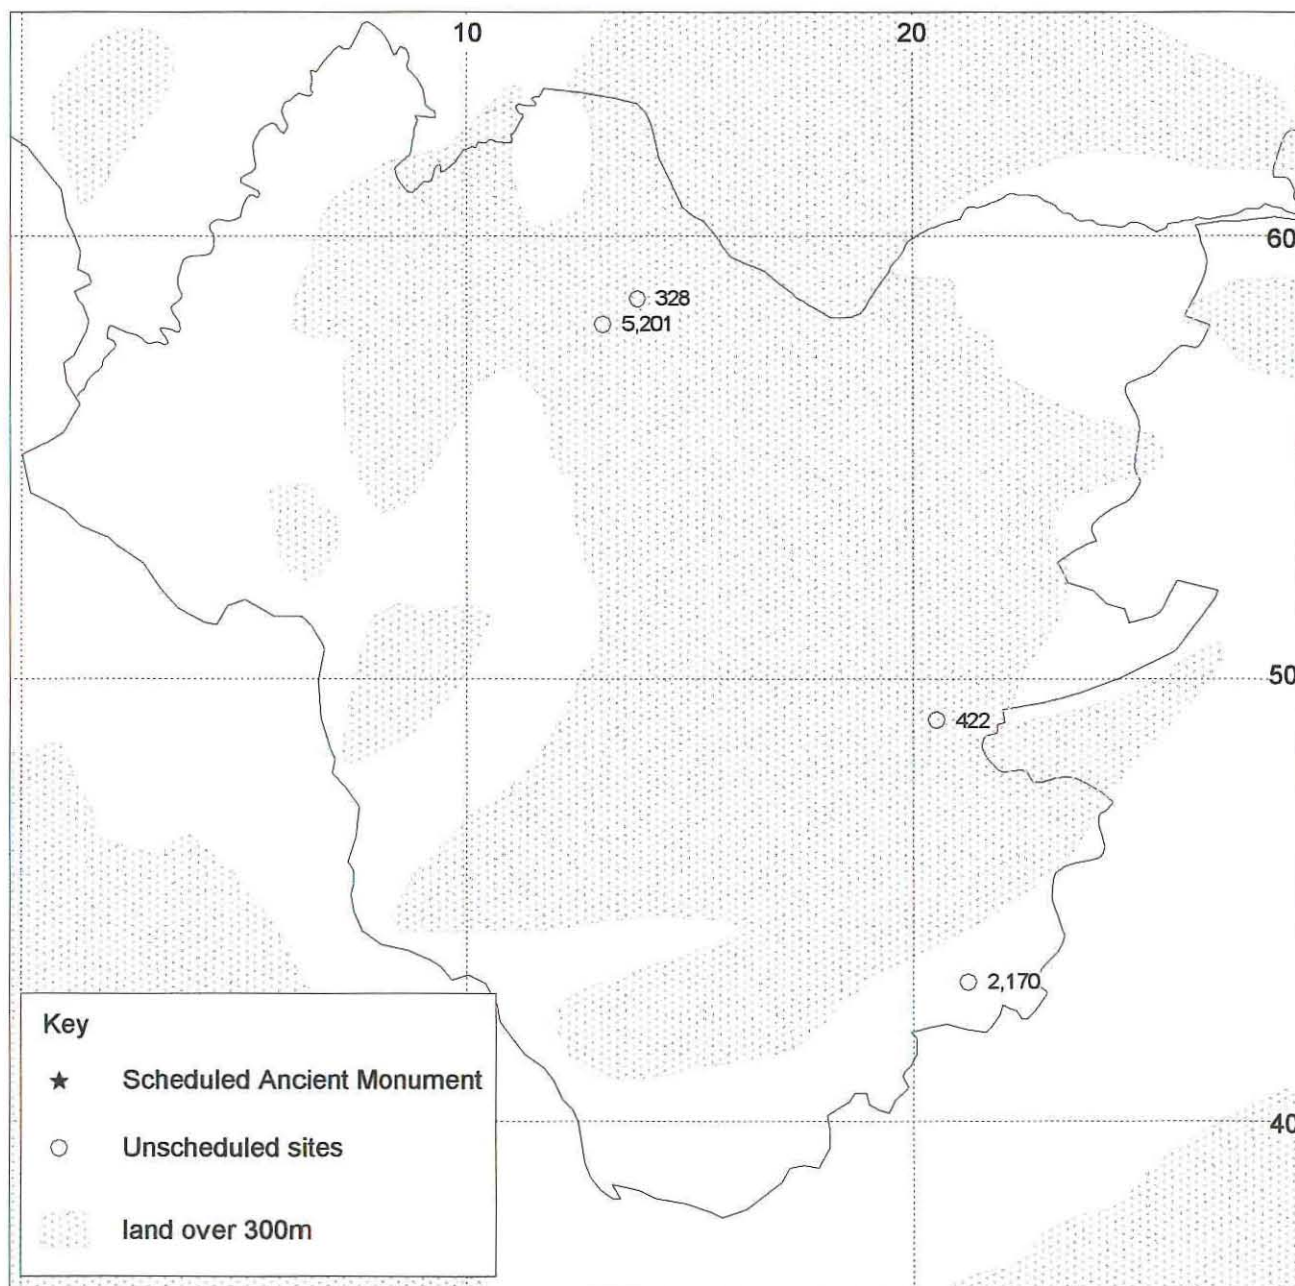 10
20
60
328
5,201
50
422
2,170
40
Key
Scheduled Ancient Monument
Unscheduled sites
land over 300m